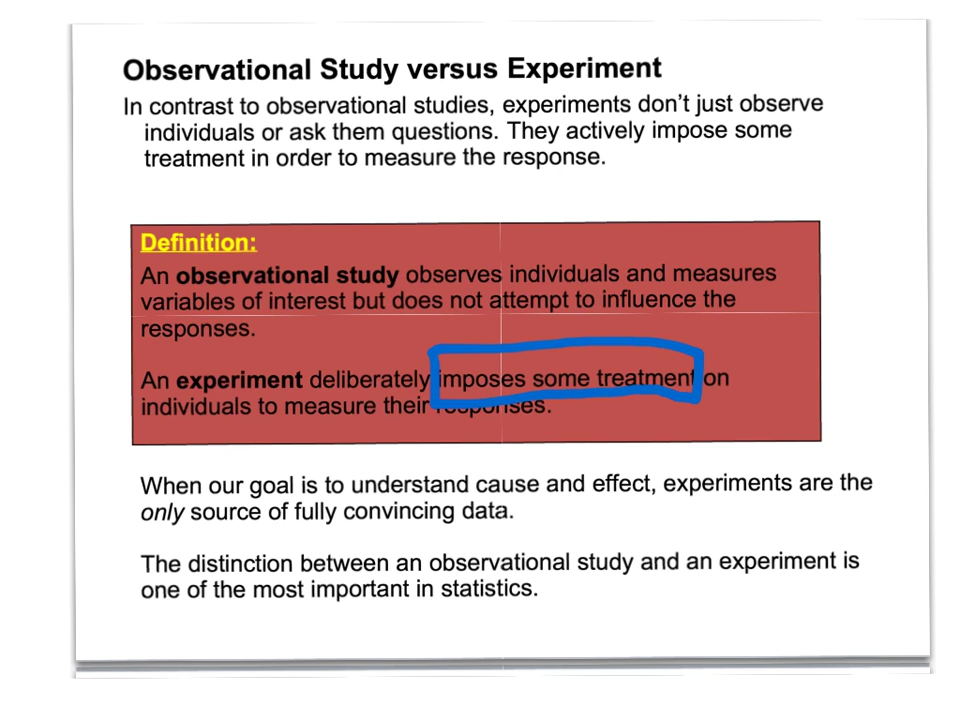 Observational Study versus Experiment
In contrast to observational studies, experiments don’t just observe
individuals or ask them questions. They actively impose some
treatment in order to measure the response.
Definition:
An observational study observes individuals and measures
variables of interest but does not attempt to influence the
responses.
An experiment deliberately imposes some treatment on
individuals to measure their responses.
When our goal is to understand cause and effect, experiments are the
only source of fully convincing data.
The distinction between an observational study and an experiment is
one of the most important in statistics.